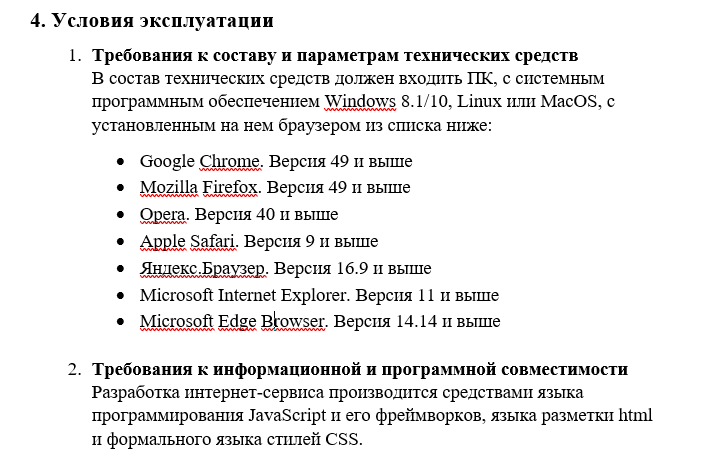 4. Условия эксплуатации
1. Требования к составу и параметрам технических средств
В состав технических средств должен входить ПК, с системным
программным обеспечением Windows 8.1/10, Linux или MacOS, с
установленным на нем браузером из списка ниже:
• Google Chrome. Версия 49 и выше
• Mozilla Firefox. Версия 49 и выше
• Opera. Версия 40 и выше
• Apple Safari. Версия 9 и выше
• Яндекс.Браузер. Версия 16.9 и выше
• Microsoft Internet Explorer. Версия 11 и выше
• Microsoft Edge Browser. Версия 14.14 и выше
2. Требования к информационной и программной совместимости
Разработка интернет-сервиса производится средствами языка
программирования JavaScript и его фреймворков, языка разметки html
и формального языка стилей CSS.